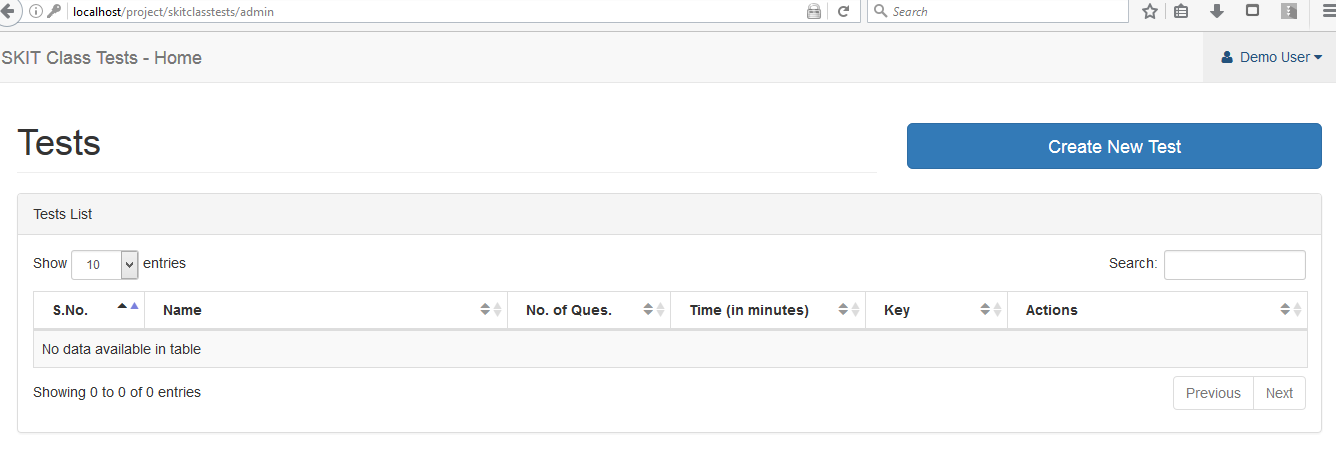 localhost/project/skitclasstests/admin Search
SKIT Class Tests - Home Demo User
Tests Create New Test
Tests List
Show 10 entries Search:
S.No. Name No. of Ques. Time (in minutes) Key Actions
No data available in table
Showing 0 to 0 of 0 entries Previous Next